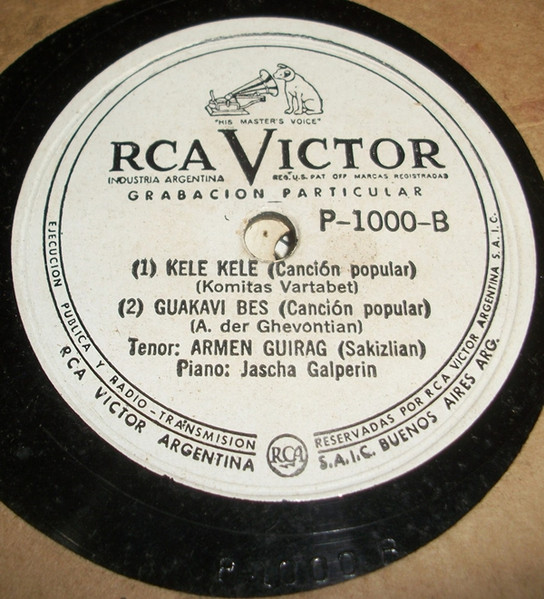 "HIS MASTER'S VOICE"
RCA VICTOR
INDUSTRIA ARGENTINA
REG. U.S. PAT OFF MARCAS REGISTRADAS
GRABACION PARTICULAR
P-1000-B
(1) KELE KELE (Canción popular)
(Komitas Vartabet)
(2) GUAKAVI BES (Canción popular)
(A. der Ghevontian)
Tenor: ARMEN GUIRAG (Sakizlian)
Piano: Jascha Galperin
EJECUCION PUBLICA Y RADIO-TRANSMISION
RESERVADAS POR RCA VICTOR ARGENTINA S.A.I.C.
RCA VICTOR ARGENTINA
RCA
S.A.I.C. BUENOS AIRES ARG.
P-1000 B